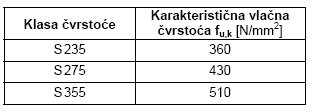 Klasa čvrstoće
Karakteristična vlačna
čvrstoća fu,k [N/mm²]
S 235
360
S 275
430
S 355
510